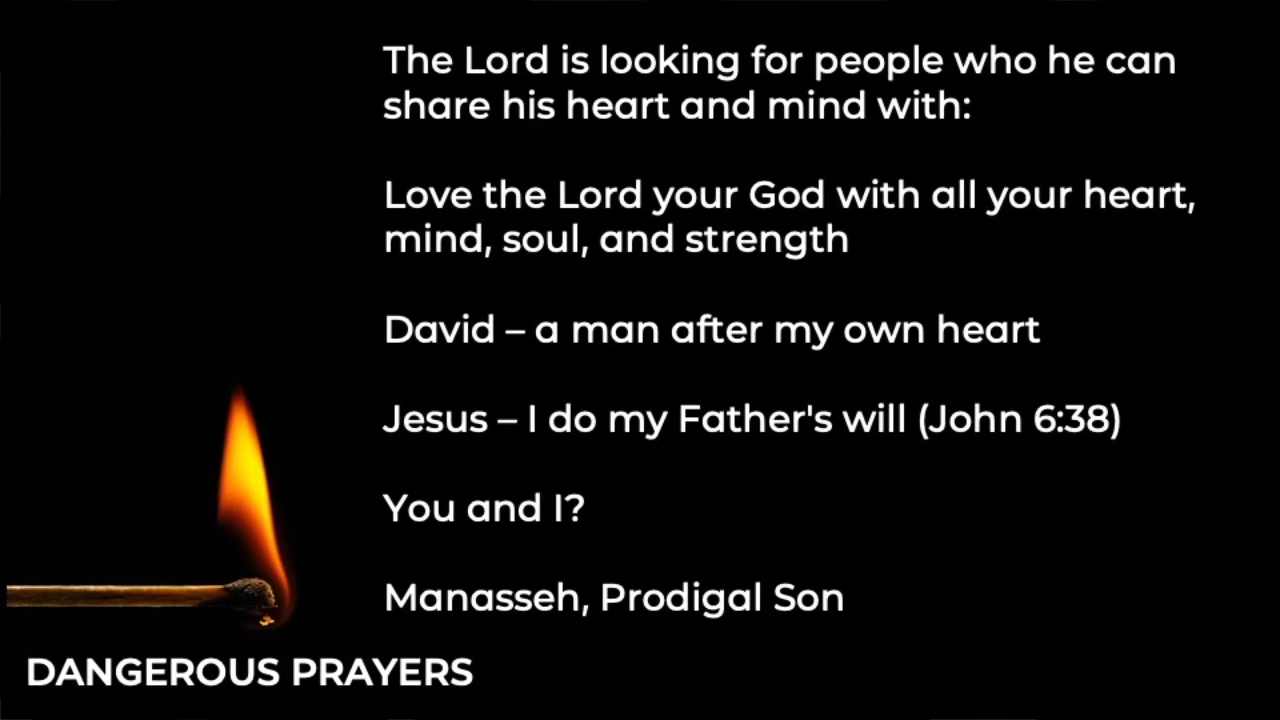 The Lord is looking for people who he can
share his heart and mind with:
Love the Lord your God with all your heart,
mind, soul, and strength
David – a man after my own heart
Jesus – I do my Father's will (John 6:38)
You and I?
Manasseh, Prodigal Son
DANGEROUS PRAYERS